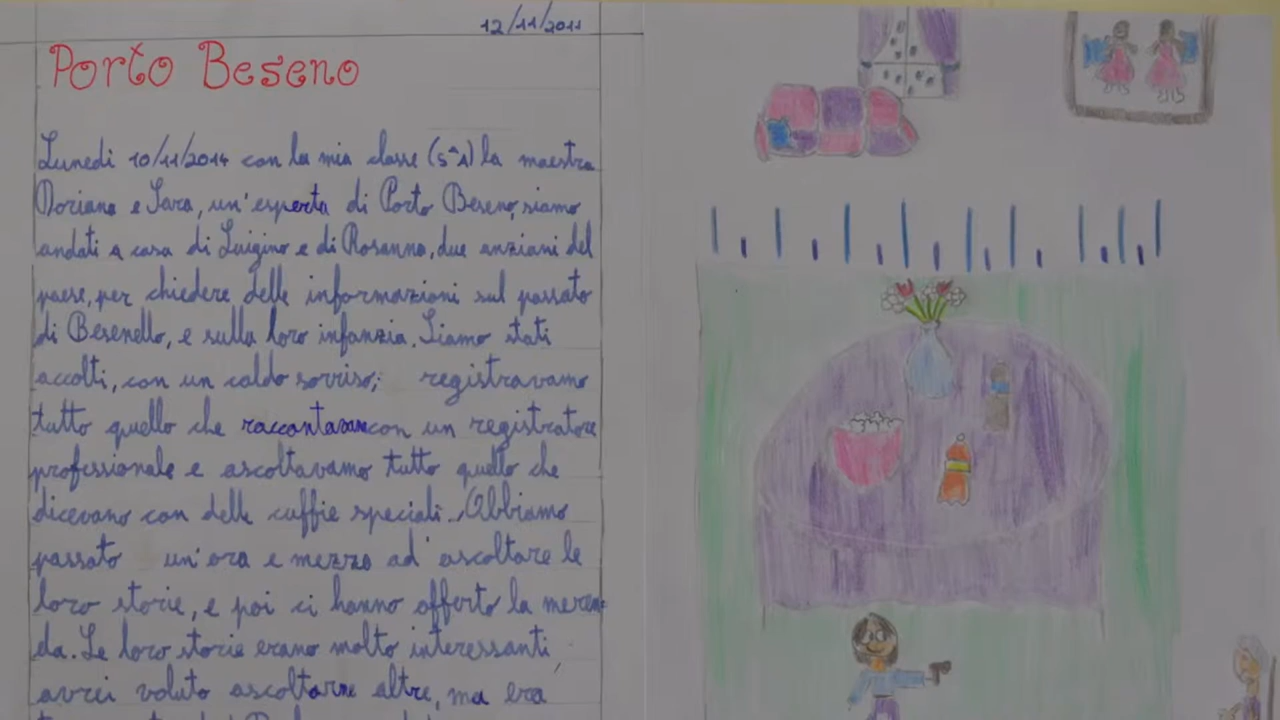 12/11/2011
Porto Beseno
Lunedì 10/11/2014 con la mia classe (5^A) la maestra
Doriana e Sara, un'esperta di Porto Beseno, siamo
andati a casa di Luigino e di Rosanna, due anziani del
paese, per chiedere delle informazioni sul passato
di Besenello, e sulla loro infanzia. Siamo stati
accolti, con un caldo sorriso; registravamo
tutto quello che raccontavan con un registratore
professionale e ascoltavamo tutto quello che
dicevano con delle cuffie speciali. Abbiamo
passato un'ora e mezza ad ascoltare le
loro storie, e poi ci hanno offerto la meren
da. Le loro storie erano molto interessanti
avrei voluto ascoltarne altre, ma era